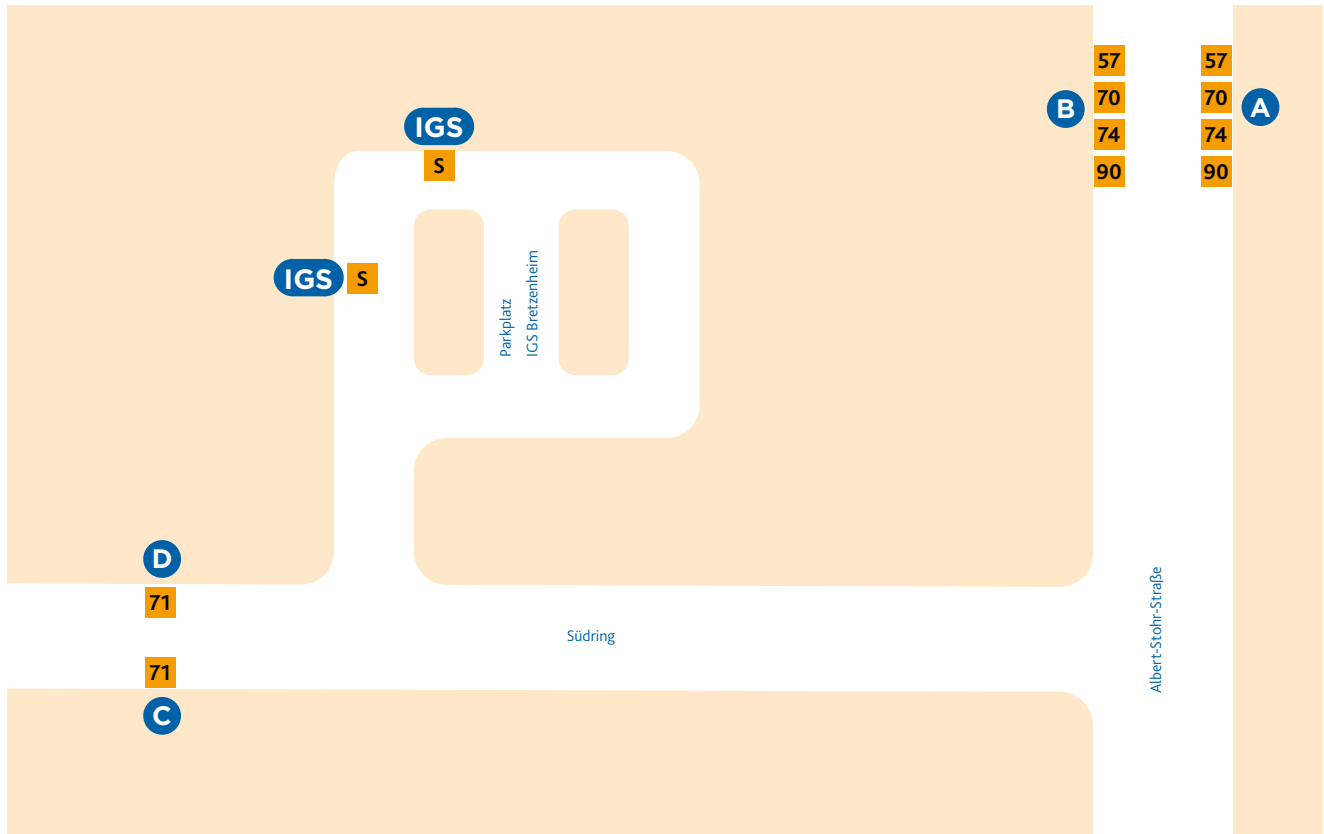 57
70
74
90
B
57
70
74
90
A
IGS
S
IGS
S
Parkplatz
IGS Bretzenheim
D
71
Südring
71
C
Albert-Stohr-Straße